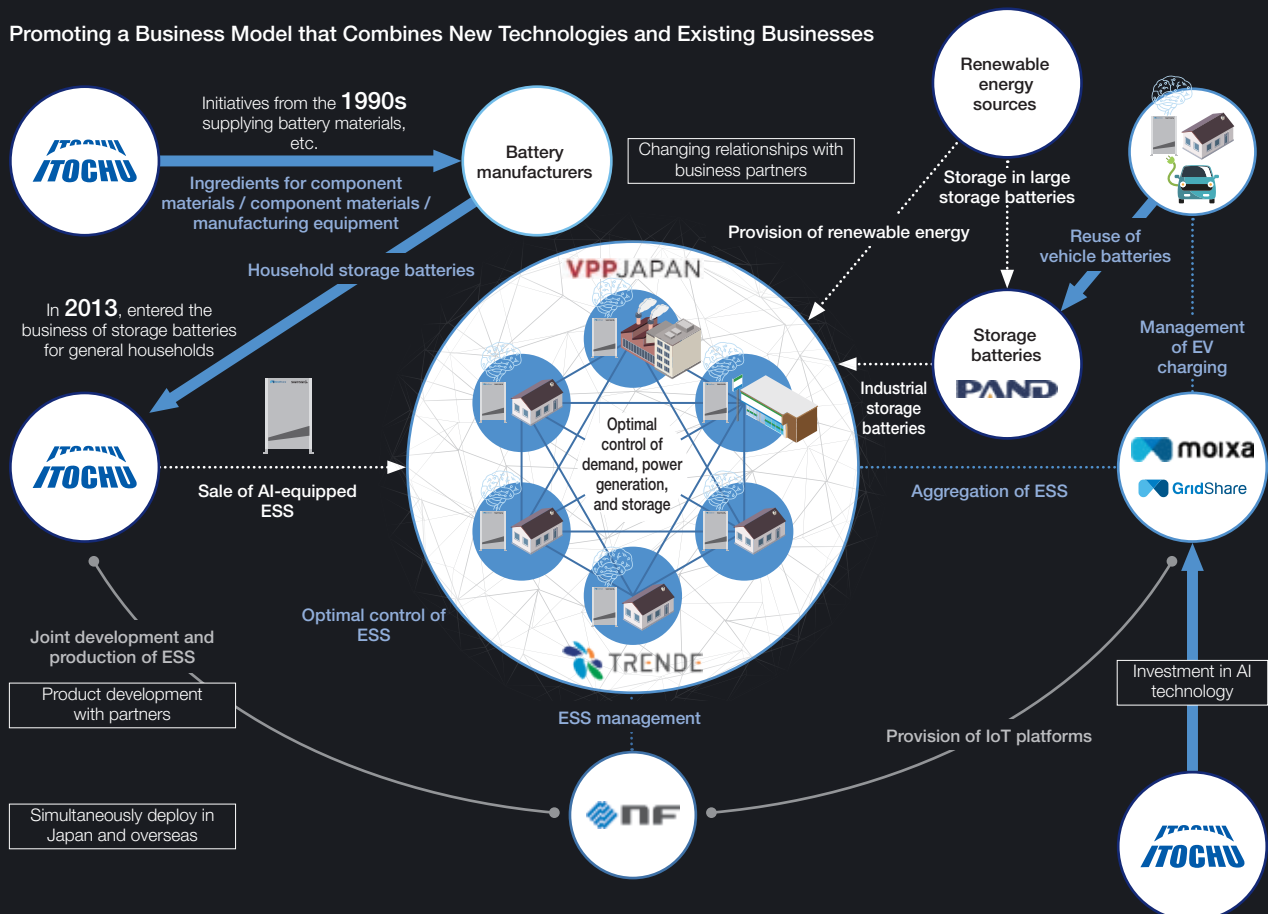 Promoting a Business Model that Combines New Technologies and Existing Businesses
ITOCHU
ITOCHU
Initiatives from the 1990s
supplying battery materials,
etc.
Ingredients for component
materials / component materials /
manufacturing equipment
Battery
manufacturers
Changing relationships with
business partners
Renewable
energy
sources
Storage in large
storage batteries
Provision of renewable energy
Reuse of
vehicle batteries
Household storage batteries
In 2013, entered the
business of storage batteries
for general households
VPPJAPAN
Storage
batteries
PAND
Management
of EV
charging
Industrial
storage
batteries
Optimal
control of
demand, power
generation,
and storage
ITOCHU
ITOCHU
Sale of AI-equipped
ESS
Aggregation of ESS
moixa
GridShare
Optimal control of
ESS
TRENDE
Joint development and
production of ESS
Product development
with partners
ESS management
Investment in AI
technology
Provision of IoT platforms
nF
Simultaneously deploy in
Japan and overseas
ITOCHU
ITOCHU